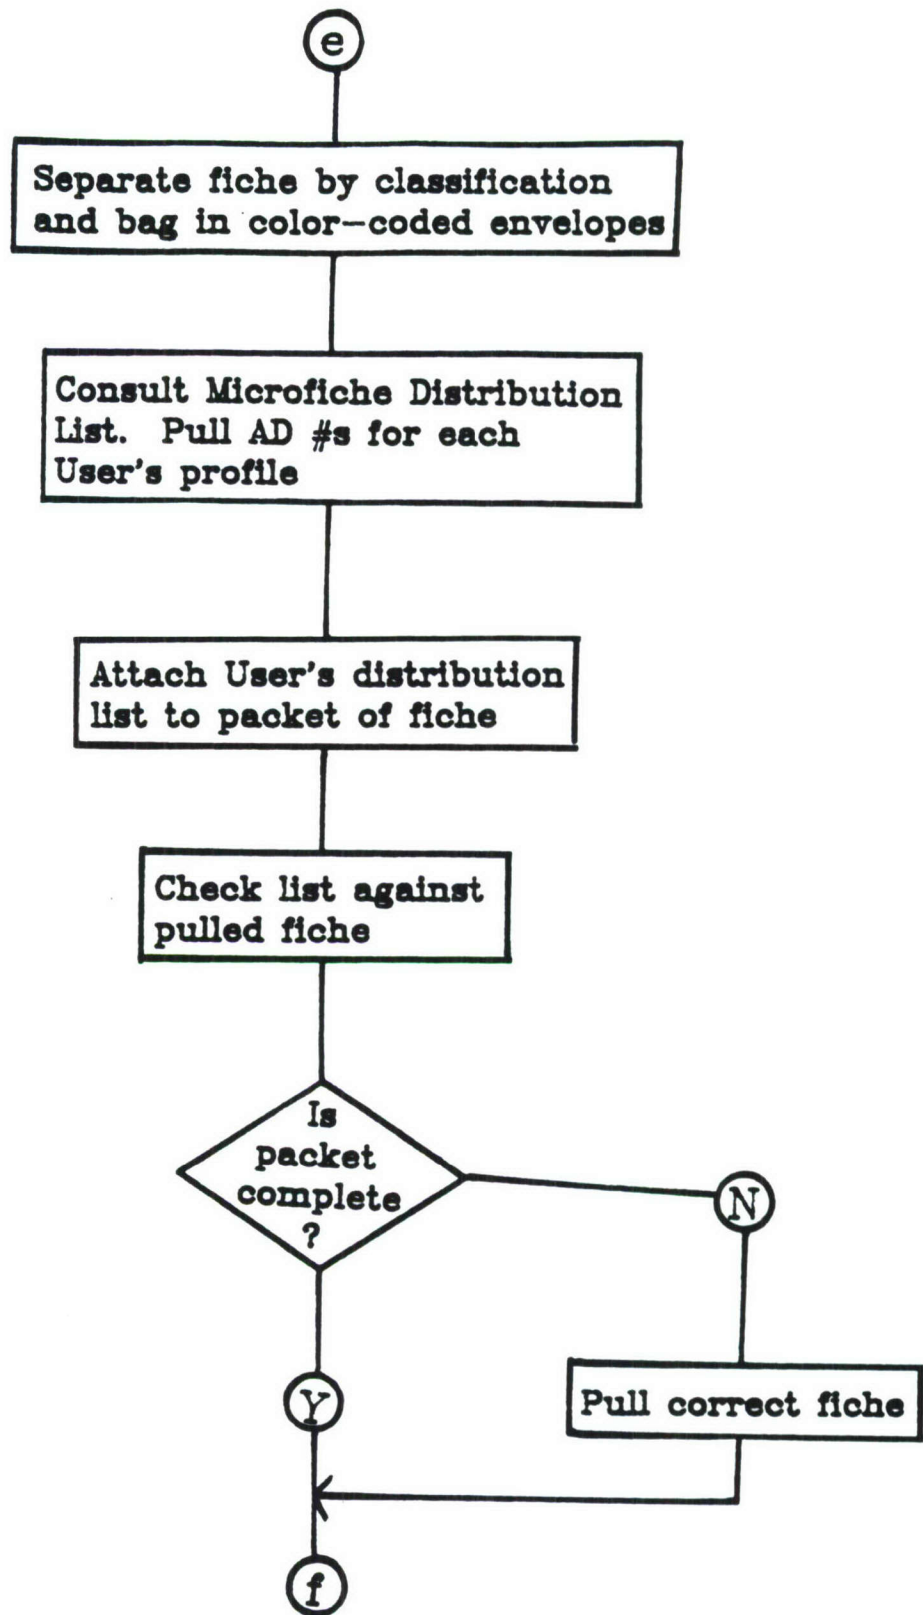 e
Separate fiche by classification
and bag in color-coded envelopes
Consult Microfiche Distribution
List. Pull AD #s for each
User's profile
Attach User's distribution
list to packet of fiche
Check list against
pulled fiche
Is
packet
complete
?
N
Y
Pull correct fiche
f